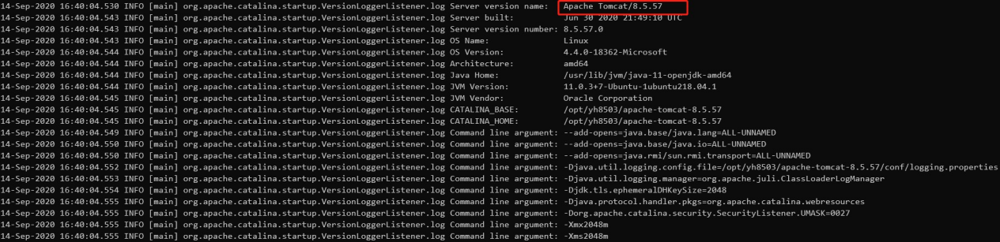 14-Sep-2020 16:40:04.530 INFO [main] org.apache.catalina.startup.VersionLoggerListener.log Server version name: Apache Tomcat/8.5.57
14-Sep-2020 16:40:04.543 INFO [main] org.apache.catalina.startup.VersionLoggerListener.log Server built: Jun 30 2020 21:49:10 UTC
14-Sep-2020 16:40:04.543 INFO [main] org.apache.catalina.startup.VersionLoggerListener.log Server version number: 8.5.57.0
14-Sep-2020 16:40:04.543 INFO [main] org.apache.catalina.startup.VersionLoggerListener.log OS Name: Linux
14-Sep-2020 16:40:04.543 INFO [main] org.apache.catalina.startup.VersionLoggerListener.log OS Version: 4.4.0-18362-Microsoft
14-Sep-2020 16:40:04.544 INFO [main] org.apache.catalina.startup.VersionLoggerListener.log Architecture: amd64
14-Sep-2020 16:40:04.544 INFO [main] org.apache.catalina.startup.VersionLoggerListener.log Java Home: /usr/lib/jvm/java-11-openjdk-amd64
14-Sep-2020 16:40:04.544 INFO [main] org.apache.catalina.startup.VersionLoggerListener.log JVM Version: 11.0.3+7-Ubuntu-1ubuntu218.04.1
14-Sep-2020 16:40:04.545 INFO [main] org.apache.catalina.startup.VersionLoggerListener.log JVM Vendor: Oracle Corporation
14-Sep-2020 16:40:04.545 INFO [main] org.apache.catalina.startup.VersionLoggerListener.log CATALINA_BASE: /opt/yh8503/apache-tomcat-8.5.57
14-Sep-2020 16:40:04.545 INFO [main] org.apache.catalina.startup.VersionLoggerListener.log CATALINA_HOME: /opt/yh8503/apache-tomcat-8.5.57
14-Sep-2020 16:40:04.549 INFO [main] org.apache.catalina.startup.VersionLoggerListener.log Command line argument: --add-opens=java.base/java.lang=ALL-UNNAMED
14-Sep-2020 16:40:04.550 INFO [main] org.apache.catalina.startup.VersionLoggerListener.log Command line argument: --add-opens=java.base/java.io=ALL-UNNAMED
14-Sep-2020 16:40:04.550 INFO [main] org.apache.catalina.startup.VersionLoggerListener.log Command line argument: --add-opens=java.rmi/sun.rmi.transport=ALL-UNNAMED
14-Sep-2020 16:40:04.552 INFO [main] org.apache.catalina.startup.VersionLoggerListener.log Command line argument: -Djava.util.logging.config.file=/opt/yh8503/apache-tomcat-8.5.57/conf/logging.properties
14-Sep-2020 16:40:04.553 INFO [main] org.apache.catalina.startup.VersionLoggerListener.log Command line argument: -Djava.util.logging.manager=org.apache.juli.ClassLoaderLogManager
14-Sep-2020 16:40:04.554 INFO [main] org.apache.catalina.startup.VersionLoggerListener.log Command line argument: -Djdk.tls.ephemeralDHKeySize=2048
14-Sep-2020 16:40:04.555 INFO [main] org.apache.catalina.startup.VersionLoggerListener.log Command line argument: -Djava.protocol.handler.pkgs=org.apache.catalina.webresources
14-Sep-2020 16:40:04.555 INFO [main] org.apache.catalina.startup.VersionLoggerListener.log Command line argument: -Dorg.apache.catalina.security.SecurityListener.UMASK=0027
14-Sep-2020 16:40:04.555 INFO [main] org.apache.catalina.startup.VersionLoggerListener.log Command line argument: -Xmx2048m
14-Sep-2020 16:40:04.555 INFO [main] org.apache.catalina.startup.VersionLoggerListener.log Command line argument: -Xms2048m